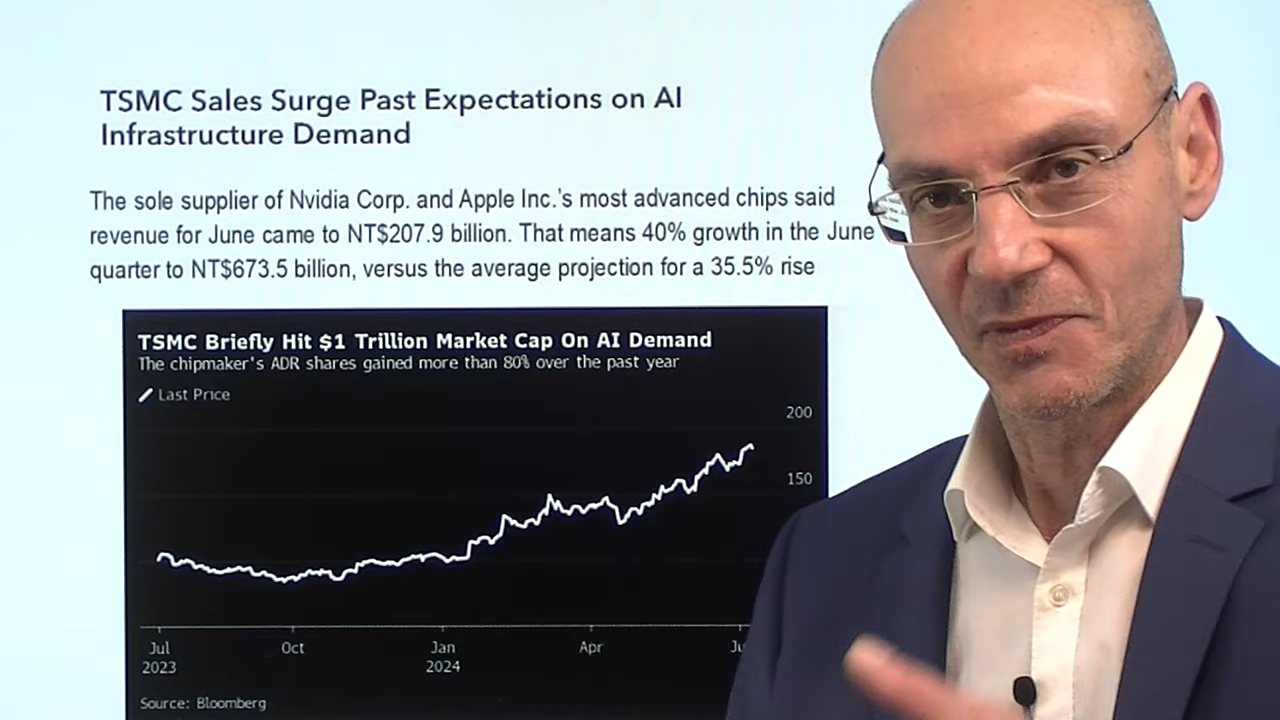 TSMC Sales Surge Past Expectations on AI
Infrastructure Demand
The sole supplier of Nvidia Corp. and Apple Inc.'s most advanced chips said
revenue for June came to NT$207.9 billion. That means 40% growth in the June
quarter to NT$673.5 billion, versus the average projection for a 35.5% rise
TSMC Briefly Hit $1 Trillion Market Cap On AI Demand
The chipmaker's ADR shares gained more than 80% over the past year
Last Price
200
150
Jul Oct Jan Apr
2023 2024
Source: Bloomberg